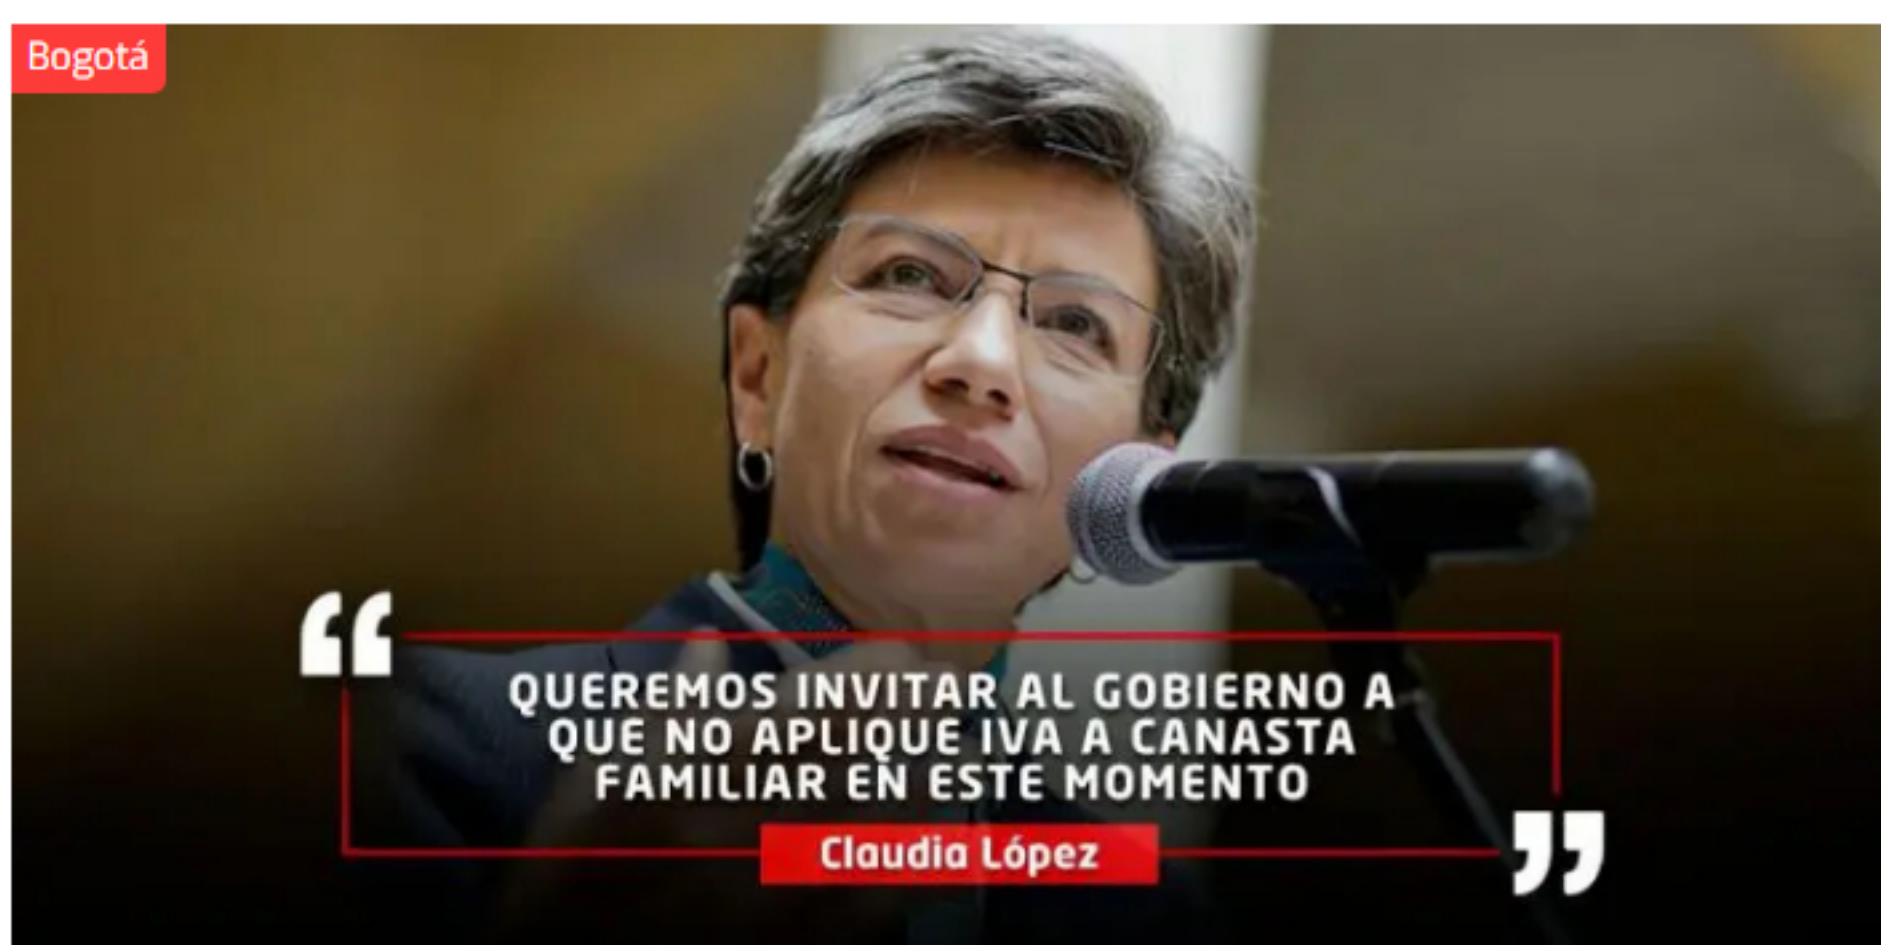 Bogotá
QUEREMOS INVITAR AL GOBIERNO A
QUE NO APLIQUE IVA A CANASTA
FAMILIAR EN ESTE MOMENTO
Claudia López